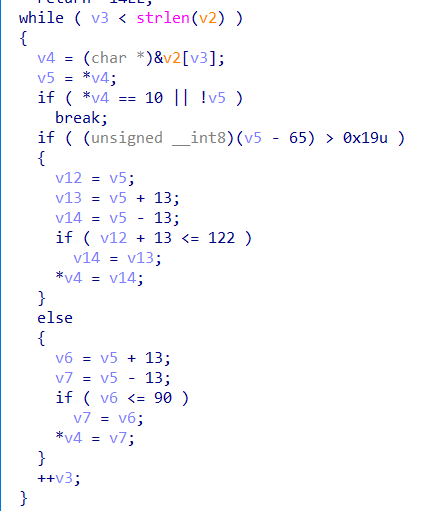 while ( v3 < strlen(v2) )
{
v4 = (char *)&v2[v3];
v5 = *v4;
if ( *v4 == 10 || !v5 )
break;
if ( (unsigned __int8)(v5 - 65) > 0x19u )
{
v12 = v5;
v13 = v5 + 13;
v14 = v5 - 13;
if ( v12 + 13 <= 122 )
v14 = v13;
*v4 = v14;
}
else
{
v6 = v5 + 13;
v7 = v5 - 13;
if ( v6 <= 90 )
v7 = v6;
*v4 = v7;
}
++v3;
}